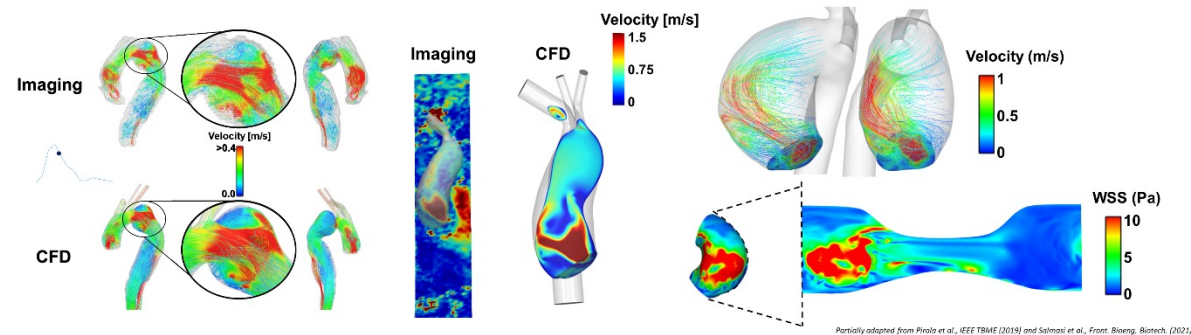 Imaging
Velocity [m/s]
>0.4
0.0
CFD
Imaging
CFD
Velocity [m/s]
1.5
0.75
0
Velocity (m/s)
1
0.5
0
WSS (Pa)
10
5
0
Partially adapted from Pirola et al., IEEE TBME (2019) and Salmasi et al., Front. Bioeng. Biotech. (2021)